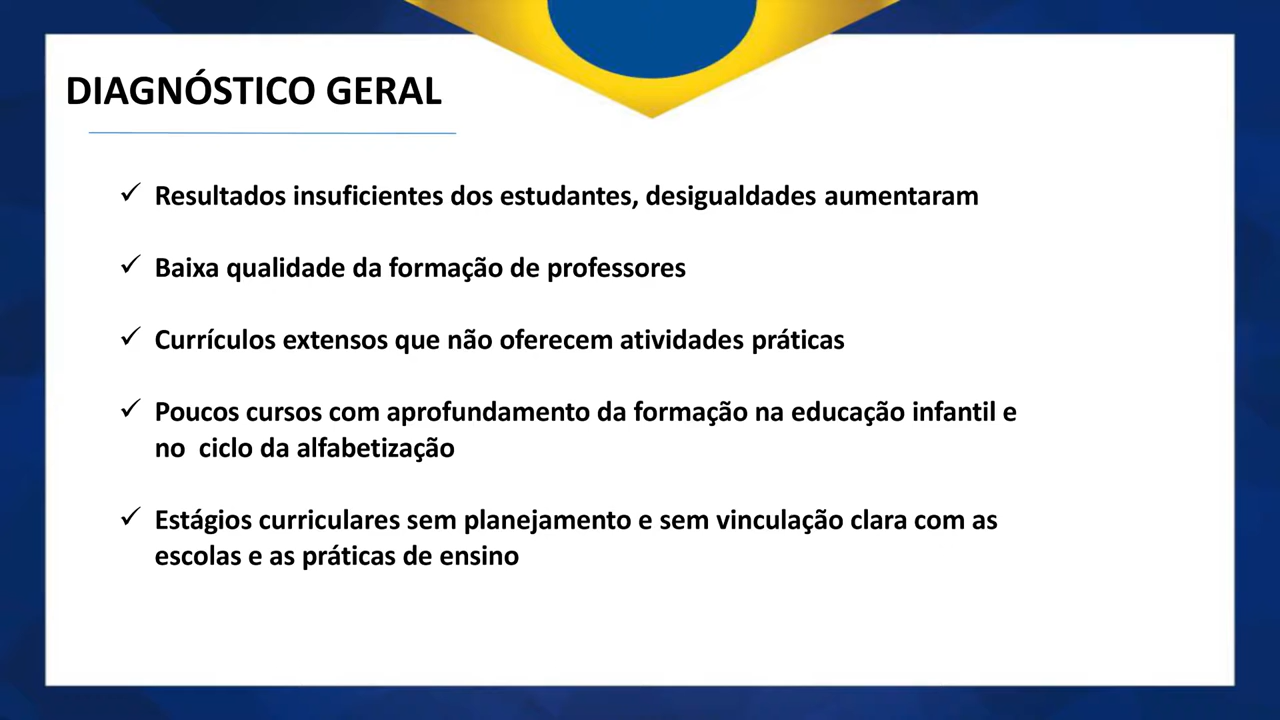 DIAGNÓSTICO GERAL
✓ Resultados insuficientes dos estudantes, desigualdades aumentaram
✓ Baixa qualidade da formação de professores
✓ Currículos extensos que não oferecem atividades práticas
✓ Poucos cursos com aprofundamento da formação na educação infantil e
no ciclo da alfabetização
✓ Estágios curriculares sem planejamento e sem vinculação clara com as
escolas e as práticas de ensino